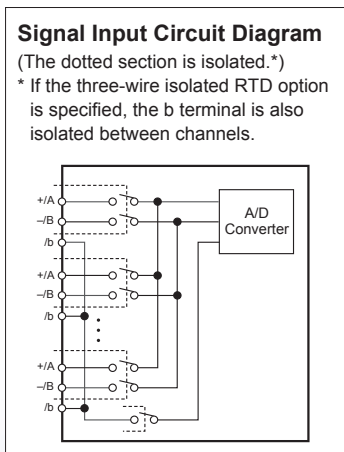 Signal Input Circuit Diagram
(The dotted section is isolated.*)
* If the three-wire isolated RTD option
is specified, the b terminal is also
isolated between channels.
+/A
–/B
/b
A/D
Converter
+/A
–/B
/b
+/A
–/B
/b